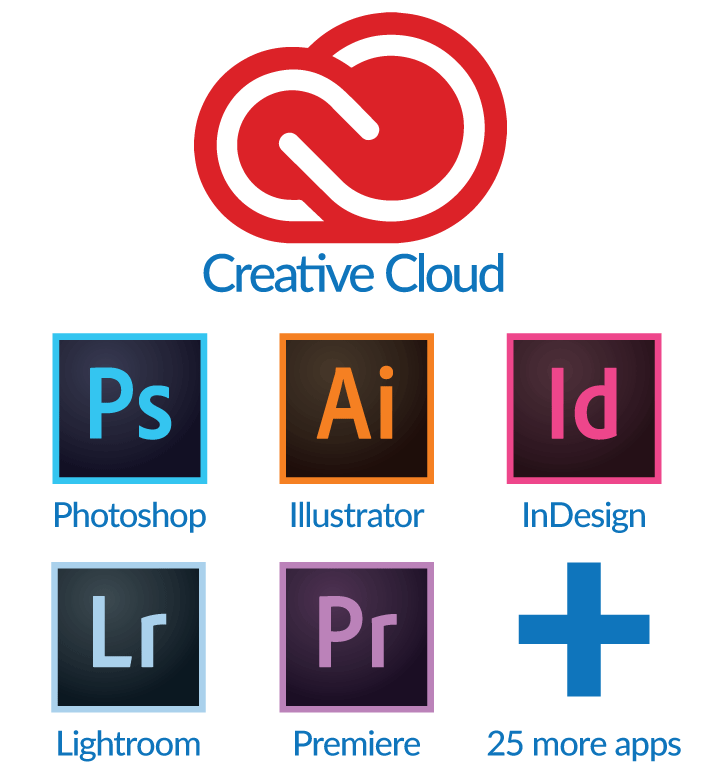 Creative Cloud
Ps Ai Id
Photoshop Illustrator InDesign
Lr Pr
Lightroom Premiere 25 more apps